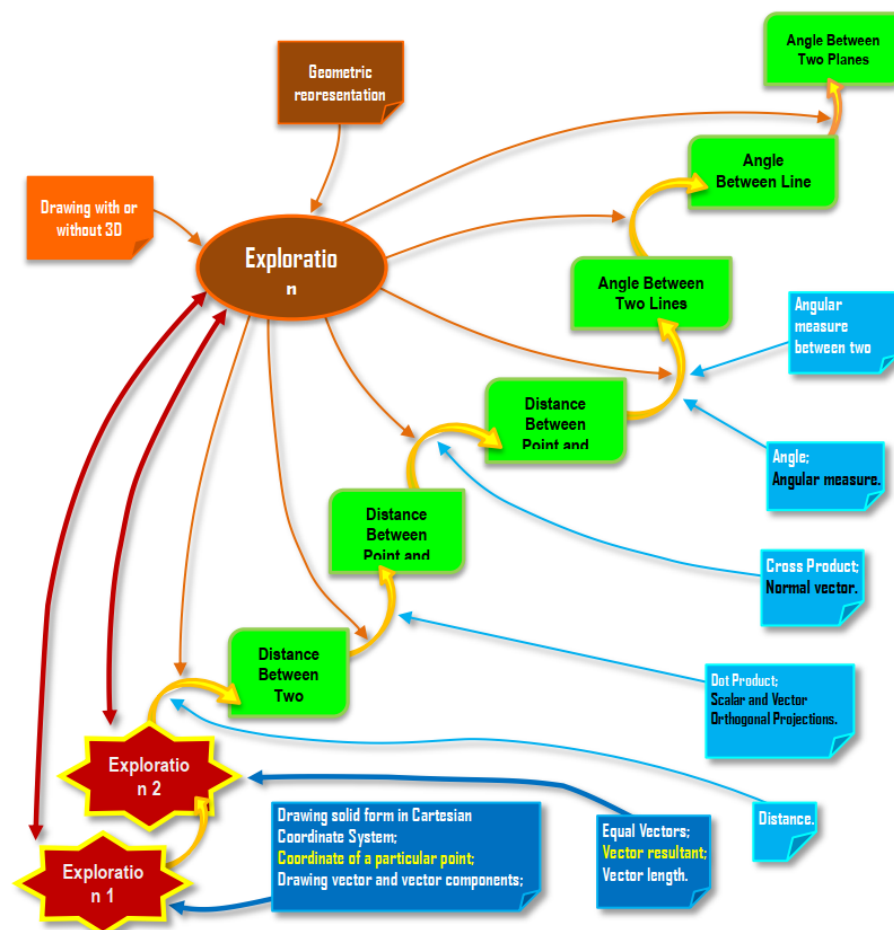 Angle Between
Two Planes
Geometric
representation
Angle
Between Line
Drawing with or
without 3D
Exploratio
n
Angle Between
Two Lines
Angular
measure
between two
Distance
Between
Point and
Angle;
Angular measure.
Distance
Between
Point and
Cross Product;
Normal vector.
Distance
Between
Two
Dot Product;
Scalar and Vector
Orthogonal Projections.
Exploratio
n 2
Drawing solid form in Cartesian
Coordinate System;
Coordinate of a particular point;
Drawing vector and vector components;
Equal Vectors;
Vector resultant;
Vector length.
Distance.
Exploratio
n 1